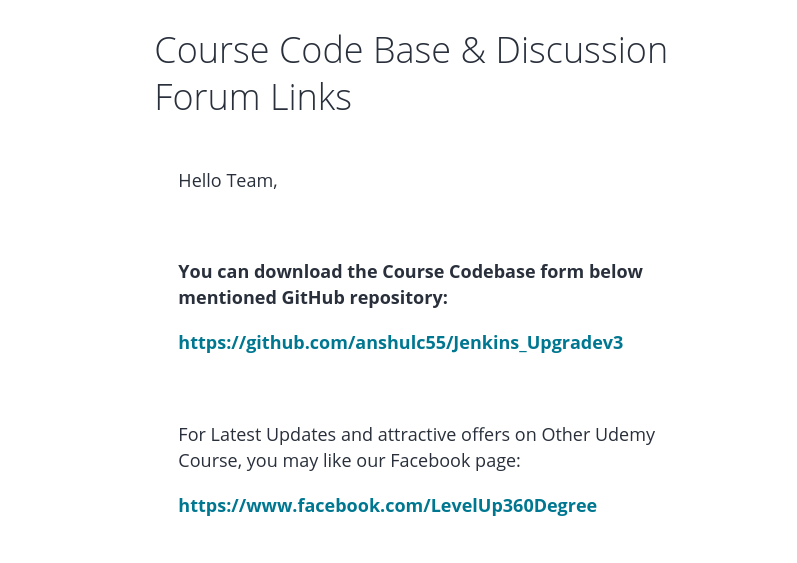 Course Code Base & Discussion
Forum Links
Hello Team,
You can download the Course Codebase form below
mentioned GitHub repository:
https://github.com/anshulc55/Jenkins_Upgradev3
For Latest Updates and attractive offers on Other Udemy
Course, you may like our Facebook page:
https://www.facebook.com/LevelUp360Degree